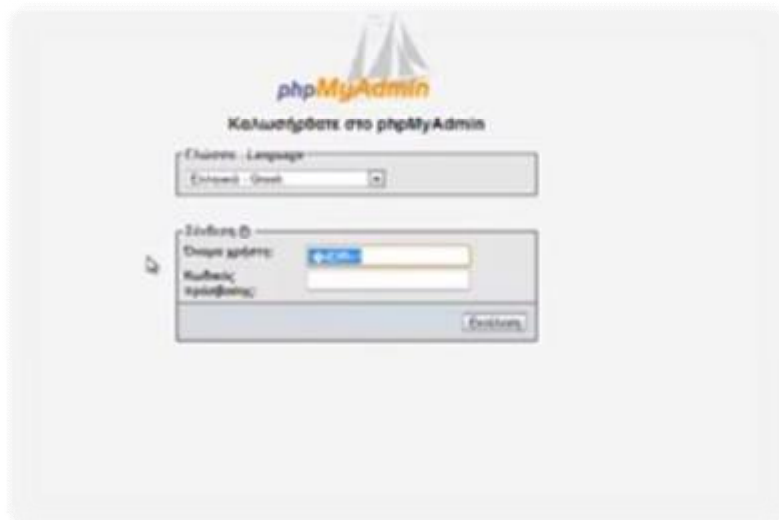 phpMyAdmin
Καλωσήρθατε στο phpMyAdmin
Γλώσσα - Language
Ελληνικά - Greek
Σύνδεση
Όνομα χρήστη:
Κωδικός
πρόσβασης:
Εκτέλεση